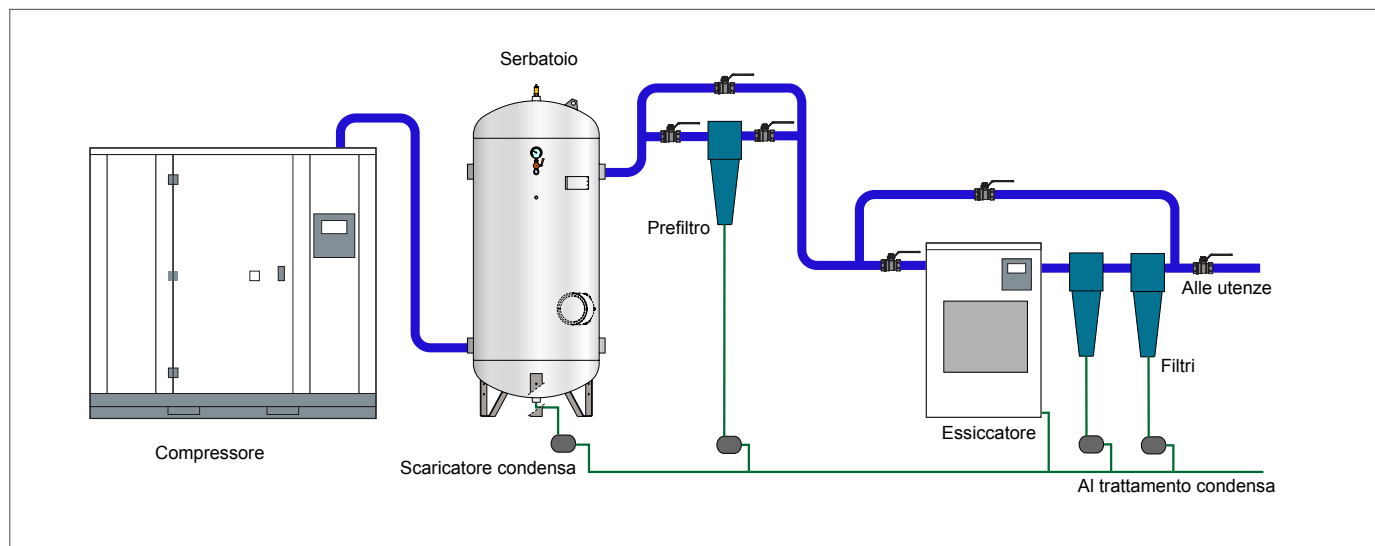 Serbatoio
Prefiltro
Alle utenze
Filtri
Essiccatore
Compressore
Scaricatore condensa
Al trattamento condensa